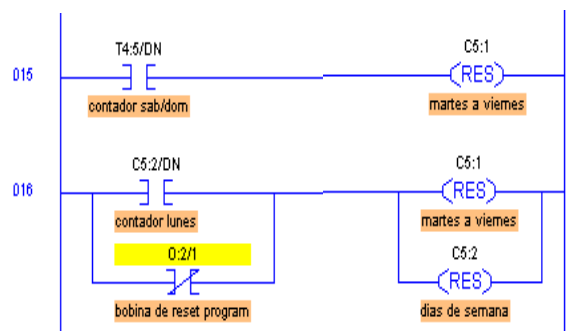 T4:5/DN C5:1
015 (RES)
contador sab/dom martes a viernes
C5:2/DN C5:1
016 (RES)
contador lunes martes a viernes
O:2/1 C5:2
(RES)
bobina de reset program dias de semana